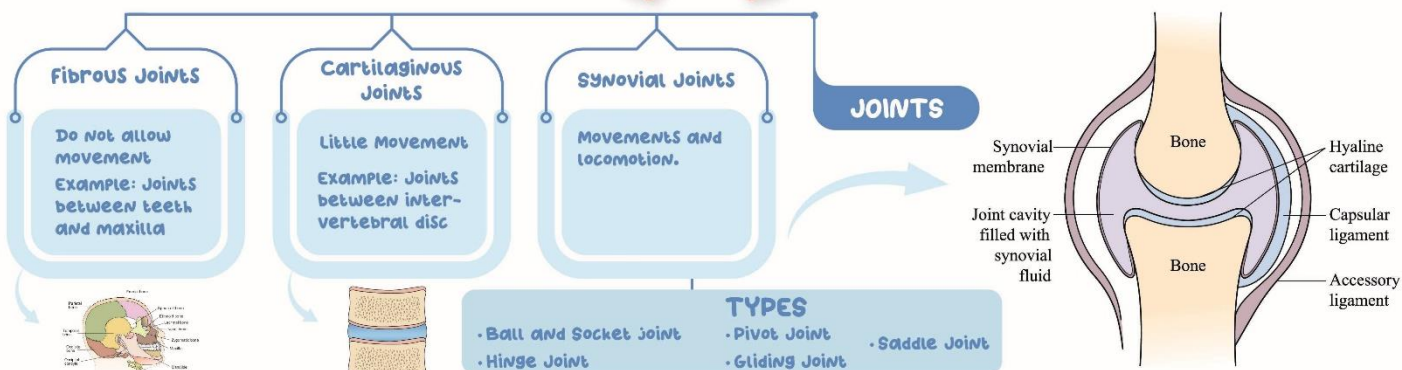 JOINTS
Fibrous Joints
Do not allow
movement
Example: Joints
between teeth
and maxilla
Cartilaginous
Joints
Little Movement
Example: Joints
between inter-
vertebral disc
Synovial Joints
Movements and
locomotion.
TYPES
• Ball and Socket joint
• Hinge Joint
• Pivot Joint
• Gliding Joint
• Saddle Joint
Synovial
membrane
Joint cavity
filled with
synovial
fluid
Bone
Bone
Hyaline
cartilage
Capsular
ligament
Accessory
ligament